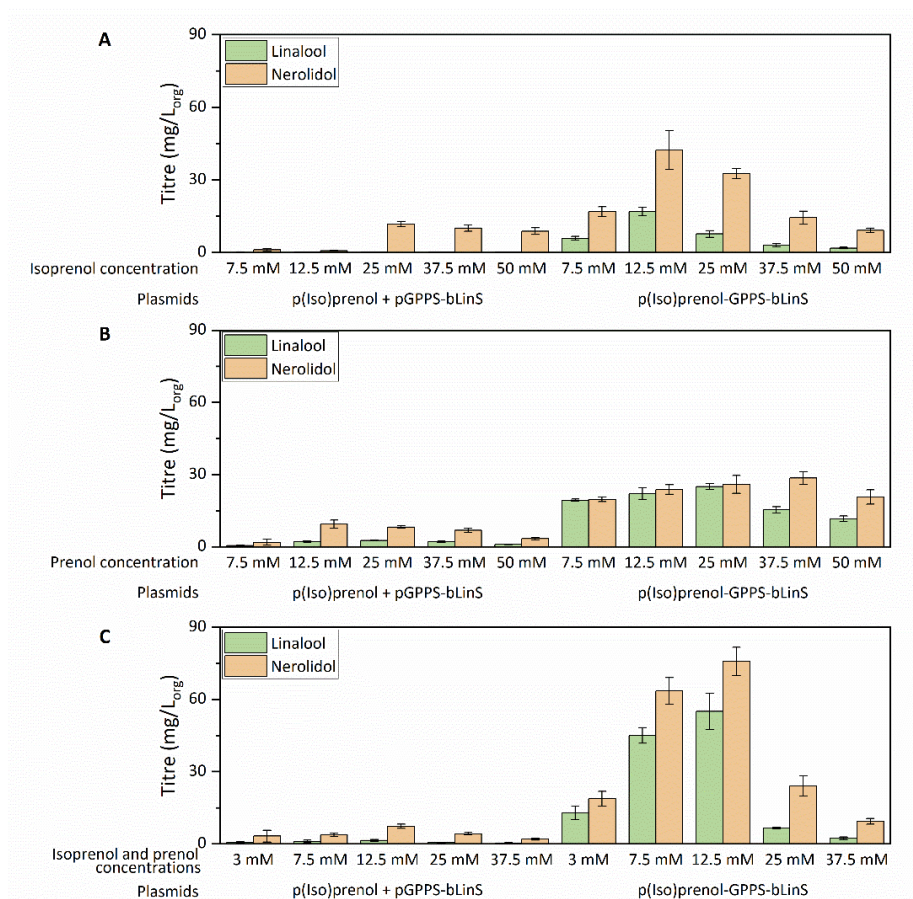 A
90
60
30
0
Titre (mg/Lorg)
Linalool
Nerolidol
Isoprenol concentration 7.5 mM 12.5 mM 25 mM 37.5 mM 50 mM 7.5 mM 12.5 mM 25 mM 37.5 mM 50 mM
Plasmids p(Iso)prenol + pGPPS-bLinS p(Iso)prenol-GPPS-bLinS
B
90
60
30
0
Titre (mg/Lorg)
Linalool
Nerolidol
Prenol concentration 7.5 mM 12.5 mM 25 mM 37.5 mM 50 mM 7.5 mM 12.5 mM 25 mM 37.5 mM 50 mM
Plasmids p(Iso)prenol + pGPPS-bLinS p(Iso)prenol-GPPS-bLinS
C
90
60
30
0
Titre (mg/Lorg)
Linalool
Nerolidol
Isoprenol and prenol
concentrations 3 mM 7.5 mM 12.5 mM 25 mM 37.5 mM 3 mM 7.5 mM 12.5 mM 25 mM 37.5 mM
Plasmids p(Iso)prenol + pGPPS-bLinS p(Iso)prenol-GPPS-bLinS